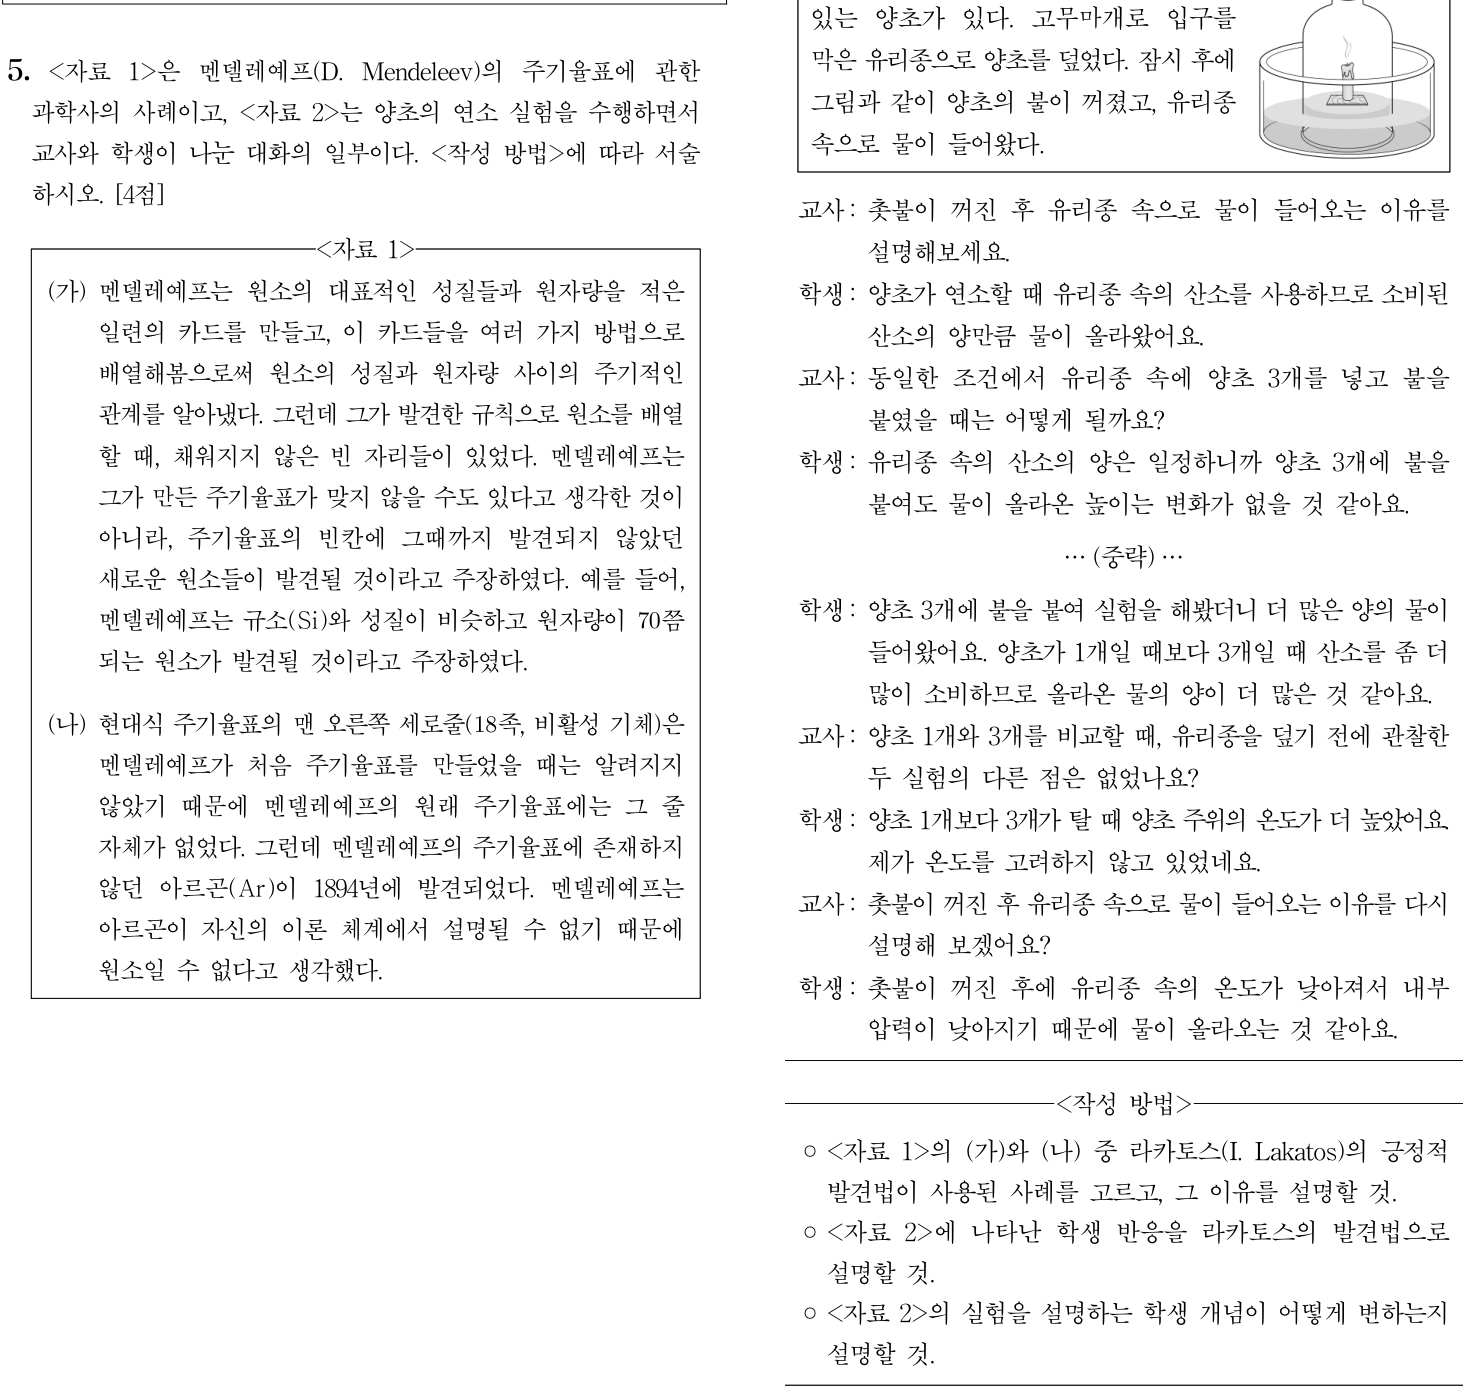 5. <자료 1>은 멘델레예프(D. Mendeleev)의 주기율표에 관한
과학사의 사례이고, <자료 2>는 양초의 연소 실험을 수행하면서
교사와 학생이 나눈 대화의 일부이다. <작성 방법>에 따라 서술
하시오. [4점]
<자료 1>
(가) 멘델레예프는 원소의 대표적인 성질들과 원자량을 적은
일련의 카드를 만들고, 이 카드들을 여러 가지 방법으로
배열해봄으로써 원소의 성질과 원자량 사이의 주기적인
관계를 알아냈다. 그런데 그가 발견한 규칙으로 원소를 배열
할 때, 채워지지 않은 빈 자리들이 있었다. 멘델레예프는
그가 만든 주기율표가 맞지 않을 수도 있다고 생각한 것이
아니라, 주기율표의 빈칸에 그때까지 발견되지 않았던
새로운 원소들이 발견될 것이라고 주장하였다. 예를 들어,
멘델레예프는 규소(Si)와 성질이 비슷하고 원자량이 70쯤
되는 원소가 발견될 것이라고 주장하였다.
(나) 현대식 주기율표의 맨 오른쪽 세로줄(18족, 비활성 기체)은
멘델레예프가 처음 주기율표를 만들었을 때는 알려지지
않았기 때문에 멘델레예프의 원래 주기율표에는 그 줄
자체가 없었다. 그런데 멘델레예프의 주기율표에 존재하지
않던 아르곤(Ar)이 1894년에 발견되었다. 멘델레예프는
아르곤이 자신의 이론 체계에서 설명될 수 없기 때문에
원소일 수 없다고 생각했다.
있는 양초가 있다. 고무마개로 입구를
막은 유리종으로 양초를 덮었다. 잠시 후에
그림과 같이 양초의 불이 꺼졌고, 유리종
속으로 물이 들어왔다.
교사 : 촛불이 꺼진 후 유리종 속으로 물이 들어오는 이유를
설명해보세요.
학생 : 양초가 연소할 때 유리종 속의 산소를 사용하므로 소비된
산소의 양만큼 물이 올라왔어요.
교사 : 동일한 조건에서 유리종 속에 양초 3개를 넣고 불을
붙였을 때는 어떻게 될까요?
학생 : 유리종 속의 산소의 양은 일정하니까 양초 3개에 불을
붙여도 물이 올라온 높이는 변화가 없을 것 같아요.
… (중략) …
학생 : 양초 3개에 불을 붙여 실험을 해봤더니 더 많은 양의 물이
들어왔어요. 양초가 1개일 때보다 3개일 때 산소를 좀 더
많이 소비하므로 올라온 물의 양이 더 많은 것 같아요.
교사 : 양초 1개와 3개를 비교할 때, 유리종을 덮기 전에 관찰한
두 실험의 다른 점은 없었나요?
학생 : 양초 1개보다 3개가 탈 때 양초 주위의 온도가 더 높았어요.
제가 온도를 고려하지 않고 있었네요.
교사 : 촛불이 꺼진 후 유리종 속으로 물이 들어오는 이유를 다시
설명해 보겠어요?
학생 : 촛불이 꺼진 후에 유리종 속의 온도가 낮아져서 내부
압력이 낮아지기 때문에 물이 올라오는 것 같아요.
<작성 방법>
○ <자료 1>의 (가)와 (나) 중 라카토스(I. Lakatos)의 긍정적
발견법이 사용된 사례를 고르고, 그 이유를 설명할 것.
○ <자료 2>에 나타난 학생 반응을 라카토스의 발견법으로
설명할 것.
○ <자료 2>의 실험을 설명하는 학생 개념이 어떻게 변하는지
설명할 것.